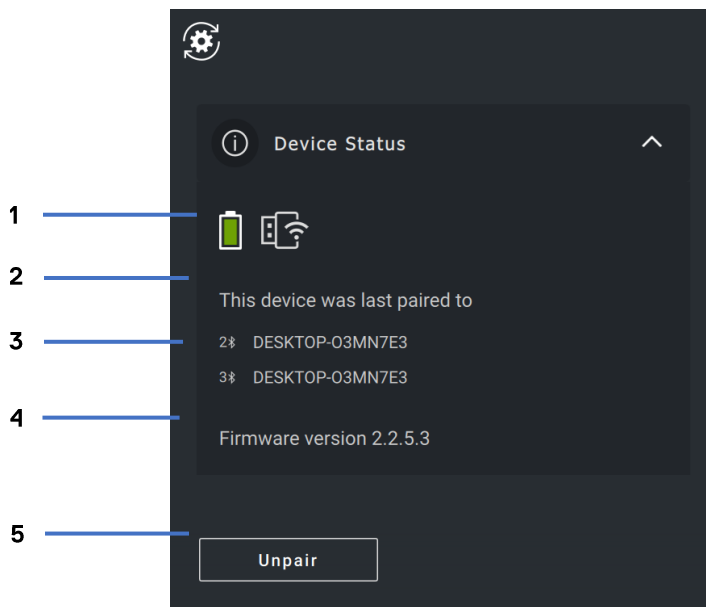 Device Status
1
2
This device was last paired to
3
2 DESKTOP-O3MN7E3
3 DESKTOP-O3MN7E3
4
Firmware version 2.2.5.3
5
Unpair